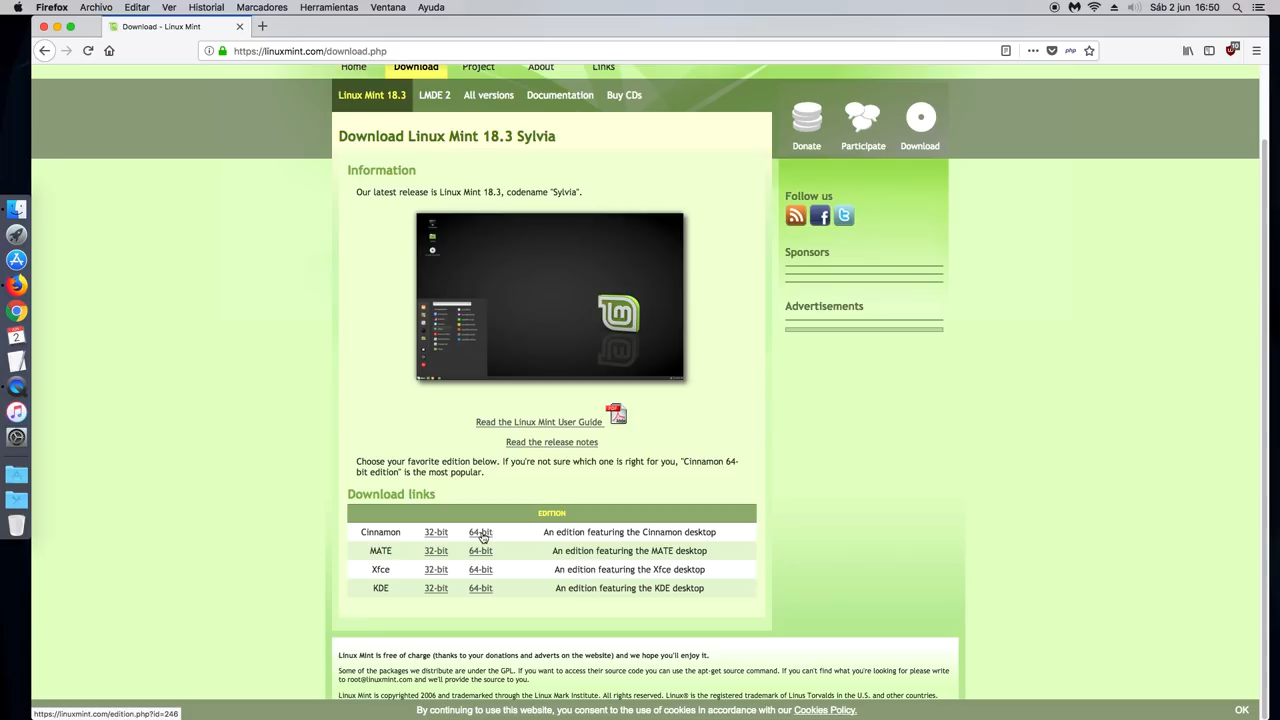 Firefox Archivo Editar Ver Historial Marcadores Herramientas Ventana Ayuda Sáb 2 jun 16:50
Download - Linux Mint
https://linuxmint.com/download.php
php
10
Home Download Project About Links
Linux Mint 18.3 LMDE 2 All versions Documentation Buy CDs
Donate Participate Download
Download Linux Mint 18.3 Sylvia
Information
Our latest release is Linux Mint 18.3, codename "Sylvia".
Follow us
Sponsors
Advertisements
Read the Linux Mint User Guide
PDF
Read the release notes
Choose your favorite edition below. If you're not sure which one is right for you, "Cinnamon 64-
bit edition" is the most popular.
Download links
EDITION
Cinnamon 32-bit 64-bit An edition featuring the Cinnamon desktop
MATE 32-bit 64-bit An edition featuring the MATE desktop
Xfce 32-bit 64-bit An edition featuring the Xfce desktop
KDE 32-bit 64-bit An edition featuring the KDE desktop
Linux Mint is free of charge (thanks to your donations and adverts on the website) and we hope you'll enjoy it.
Some of the packages we distribute are under the GPL. If you want to access their source code you can use the apt-get source command. If you can't find what you're looking for please write
to root@linuxmint.com and we'll provide the source to you.
Linux Mint is copyrighted 2006 and trademarked through the Linux Mark Institute. All rights reserved. Linux® is the registered trademark of Linus Torvalds in the U.S. and other countries.
By continuing to use this website, you consent to the use of cookies in accordance with our Cookies Policy. OK
https://linuxmint.com/edition.php?id=246